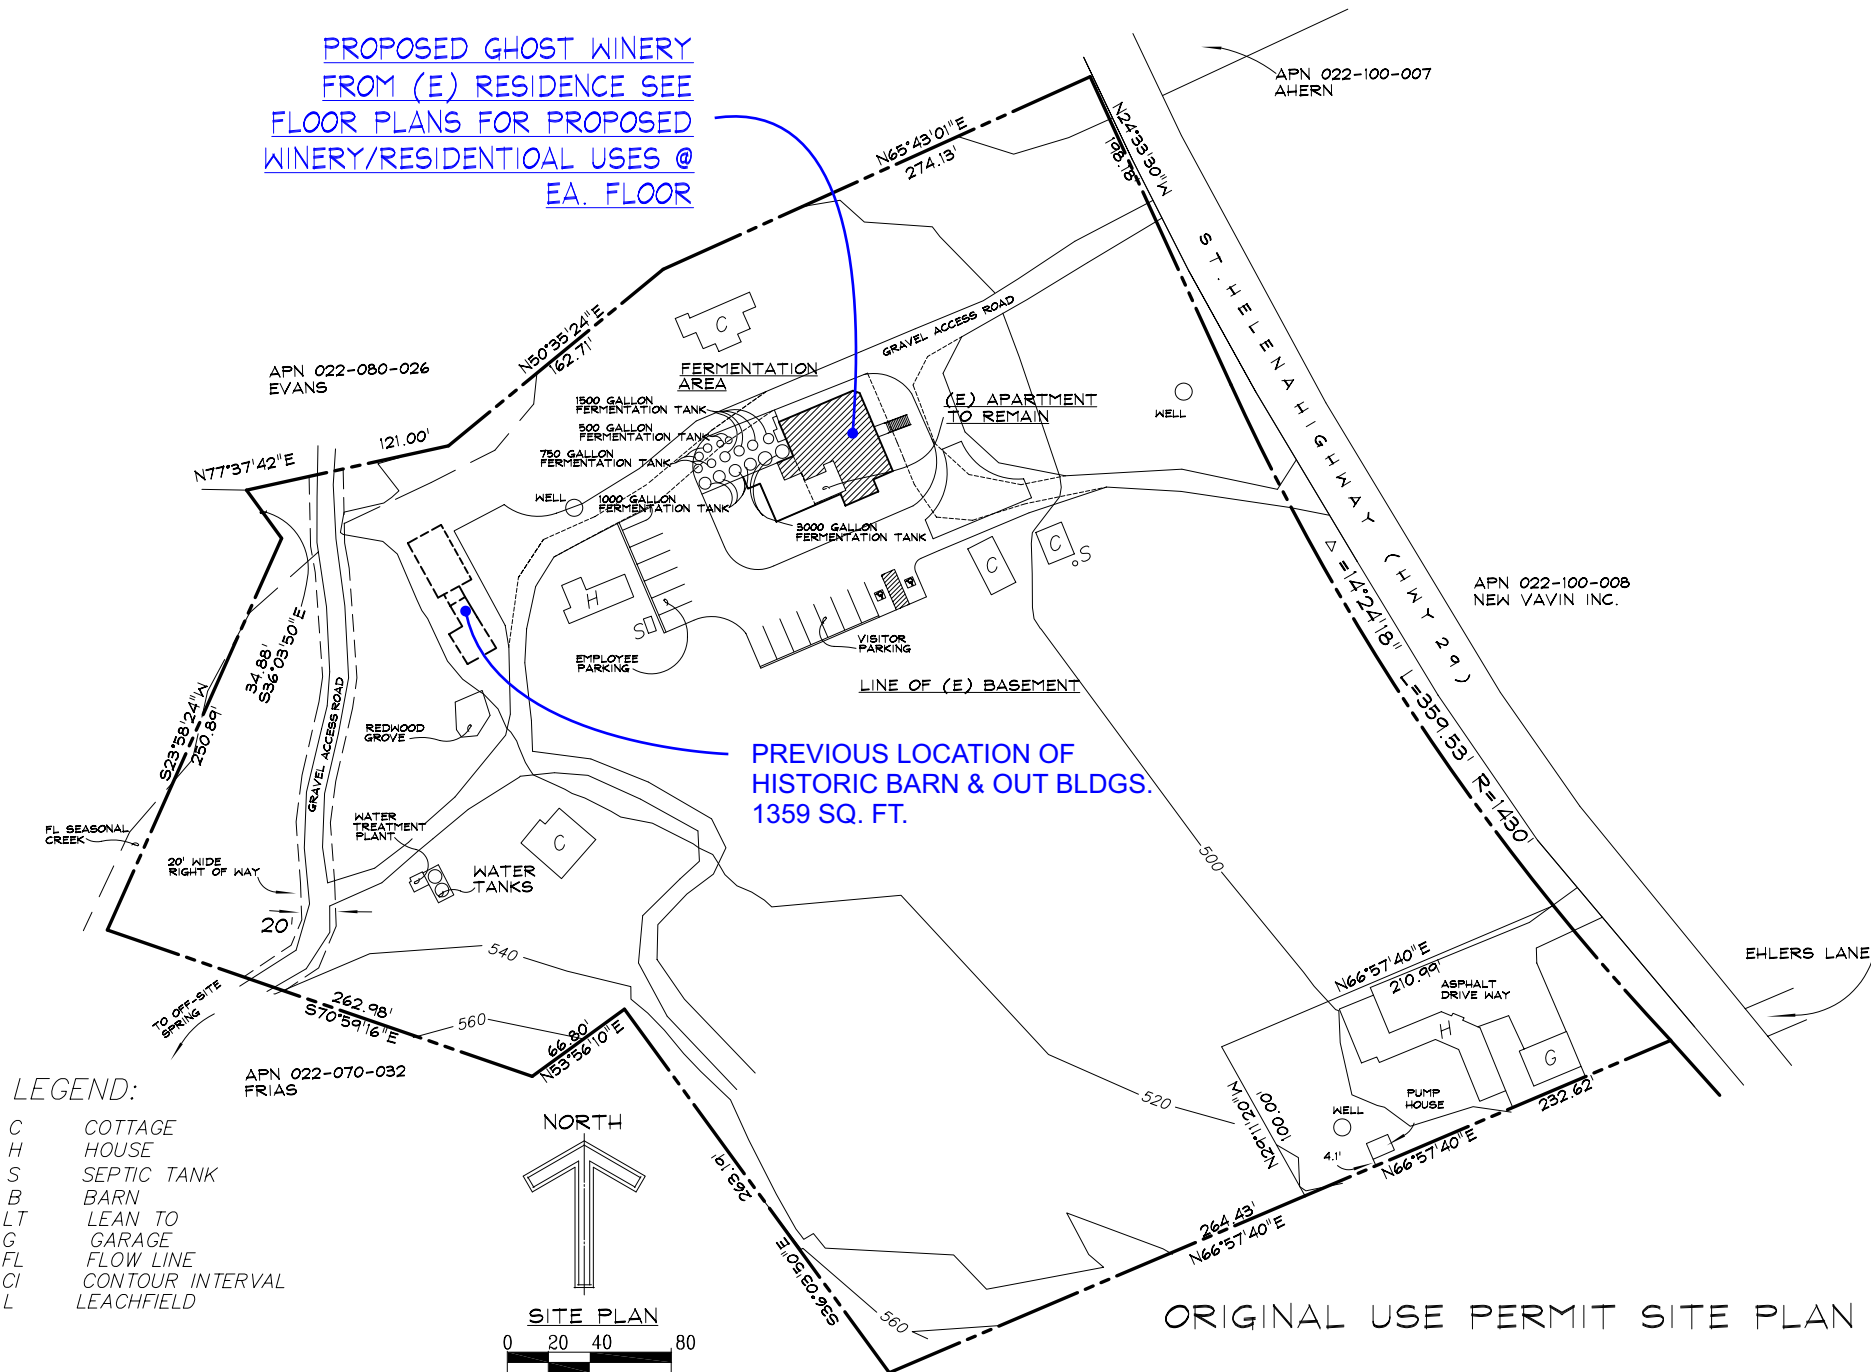 PROPOSED GHOST WINERY
FROM (E) RESIDENCE SEE
FLOOR PLANS FOR PROPOSED
WINERY/RESIDENTIOAL USES @
EA. FLOOR
APN 022-100-007
AHERN
N65°43'01"E
274.13'
N24°33'30"W
198.78'
ST. HELENA HIGHWAY (HWY 29)
N50°35'24"E
162.71'
APN 022-080-026
EVANS
121.00'
N77°37'42"E
C
FERMENTATION
AREA
GRAVEL ACCESS ROAD
1500 GALLON
FERMENTATION TANK
500 GALLON
FERMENTATION TANK
750 GALLON
FERMENTATION TANK
1000 GALLON
FERMENTATION TANK
3000 GALLON
FERMENTATION TANK
(E) APARTMENT
TO REMAIN
WELL
WELL
C
C
S
H
S
EMPLOYEE
PARKING
VISITOR
PARKING
LINE OF (E) BASEMENT
Δ=14°24'18" L=359.53' R=1430'
APN 022-100-008
NEW VAVIN INC.
34.88'
S36°03'50"E
S23°58'24"W
250.89'
GRAVEL ACCESS ROAD
REDWOOD
GROVE
PREVIOUS LOCATION OF
HISTORIC BARN & OUT BLDGS.
1359 SQ. FT.
FL SEASONAL
CREEK
20' WIDE
RIGHT OF WAY
20'
WATER
TREATMENT
PLANT
WATER
TANKS
C
500
540
560
520
560
TO OFF-SITE
SPRING
262.98'
S70°59'16"E
66.80'
N53°56'10"E
APN 022-070-032
FRIAS
263.19'
S36°03'50"E
N66°57'40"E
210.99'
ASPHALT
DRIVE WAY
H
G
EHLERS LANE
N29°11'20"W
100.00'
WELL
PUMP
HOUSE
4.1'
232.62'
N66°57'40"E
264.43'
N66°57'40"E
LEGEND:
C COTTAGE
H HOUSE
S SEPTIC TANK
B BARN
LT LEAN TO
G GARAGE
FL FLOW LINE
CI CONTOUR INTERVAL
L LEACHFIELD
NORTH
SITE PLAN
0 20 40 80
ORIGINAL USE PERMIT SITE PLAN